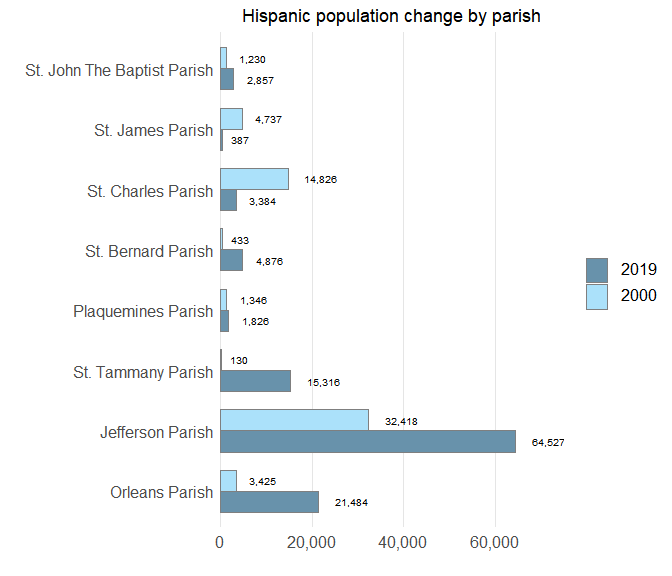 Hispanic population change by parish
St. John The Baptist Parish
1,230
2,857
St. James Parish
4,737
387
St. Charles Parish
14,826
3,384
St. Bernard Parish
433
4,876
Plaquemines Parish
1,346
1,826
St. Tammany Parish
130
15,316
Jefferson Parish
32,418
64,527
Orleans Parish
3,425
21,484
0 20,000 40,000 60,000
2019
2000